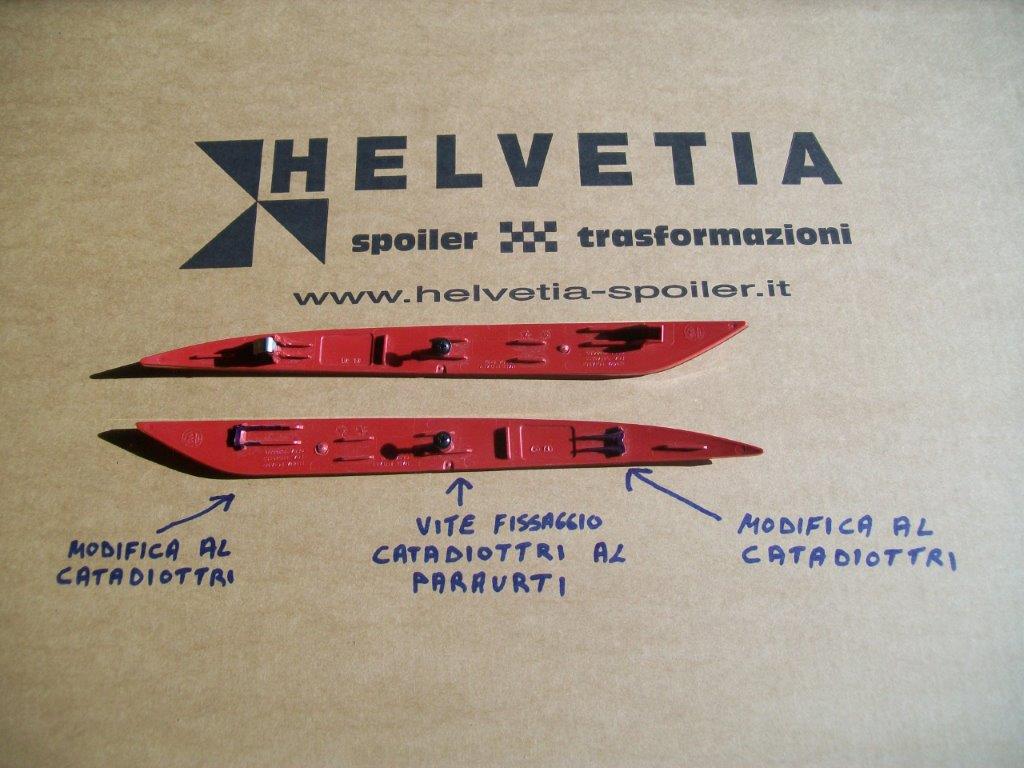 HELVETIA
spoiler trasformazioni
www.helvetia-spoiler.it
MODIFICA AL
CATADIOTTRI
VITE FISSAGGIO
CATADIOTTRI AL
PARAURTI
MODIFICA AL
CATADIOTTRI